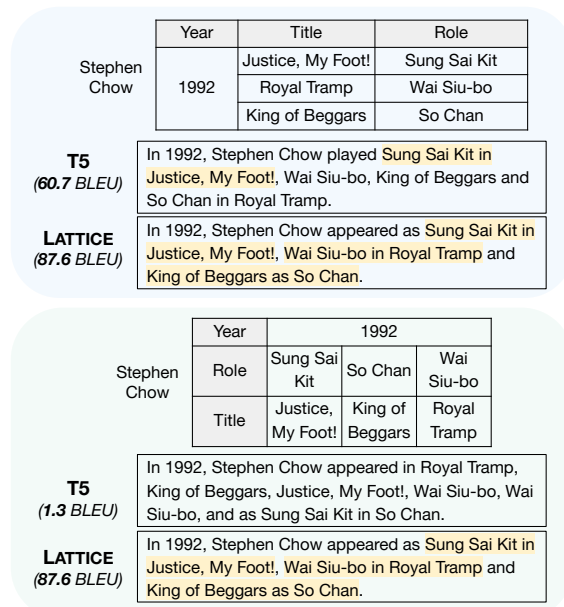 Year Title Role
Stephen Chow
1992
Justice, My Foot! Sung Sai Kit
Royal Tramp Wai Siu-bo
King of Beggars So Chan
T5
(60.7 BLEU)
In 1992, Stephen Chow played Sung Sai Kit in
Justice, My Foot!, Wai Siu-bo, King of Beggars and
So Chan in Royal Tramp.
LATTICE
(87.6 BLEU)
In 1992, Stephen Chow appeared as Sung Sai Kit in
Justice, My Foot!, Wai Siu-bo in Royal Tramp and
King of Beggars as So Chan.
Year 1992
Stephen
Chow
Role
Sung Sai
Kit
So Chan
Wai
Siu-bo
Title
Justice,
My Foot!
King of
Beggars
Royal
Tramp
T5
(1.3 BLEU)
In 1992, Stephen Chow appeared in Royal Tramp,
King of Beggars, Justice, My Foot!, Wai Siu-bo, Wai
Siu-bo, and as Sung Sai Kit in So Chan.
LATTICE
(87.6 BLEU)
In 1992, Stephen Chow appeared as Sung Sai Kit in
Justice, My Foot!, Wai Siu-bo in Royal Tramp and
King of Beggars as So Chan.